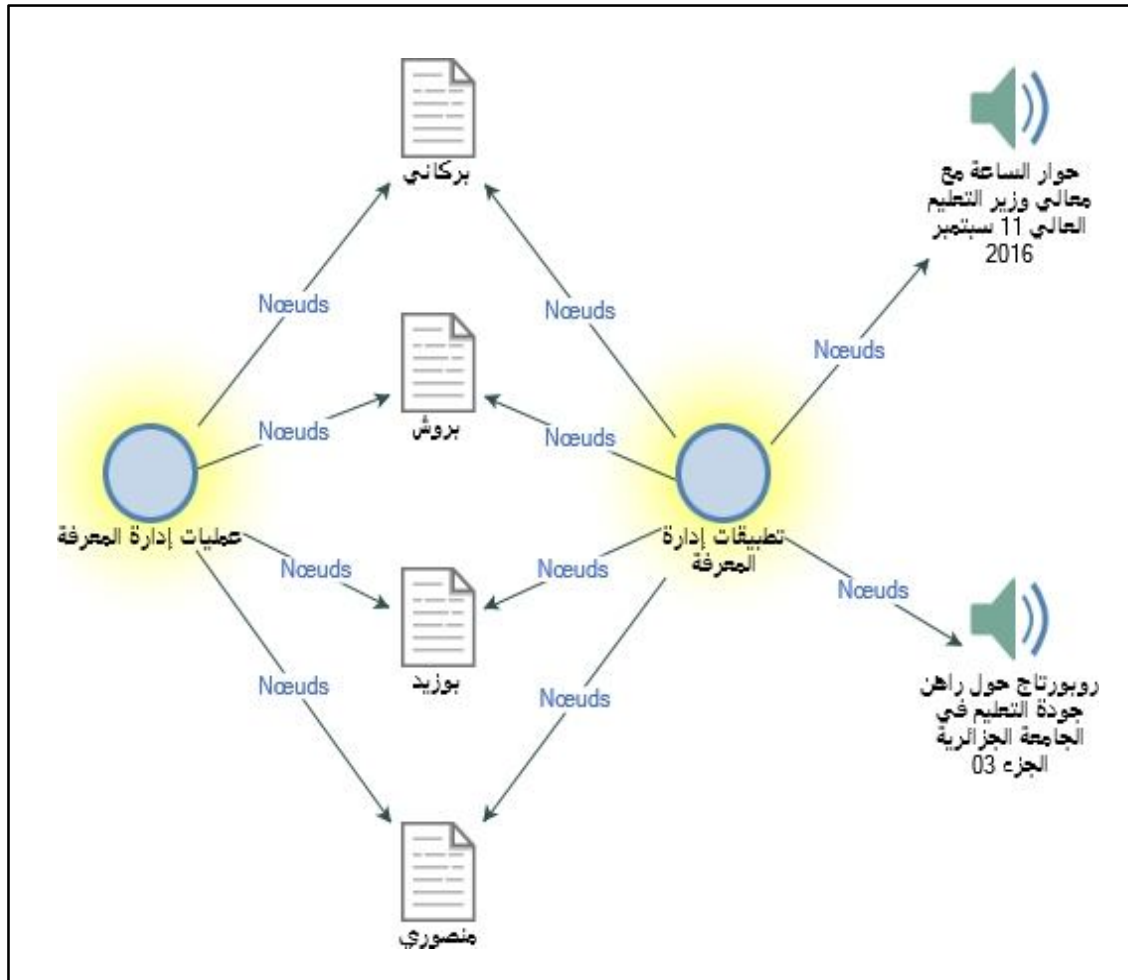 بركاني
حوار الساعة مع
معالي وزير التعليم
العالي 11 سبتمبر
2016
Nœuds
Nœuds
Nœuds
بروش
Nœuds
Nœuds
عمليات إدارة المعرفة
تطبيقات إدارة
المعرفة
Nœuds
Nœuds
Nœuds
بوزيد
Nœuds
Nœuds
روبورتاج حول راهن
جودة التعليم في
الجامعة الجزائرية
الجزء 03
منصوري